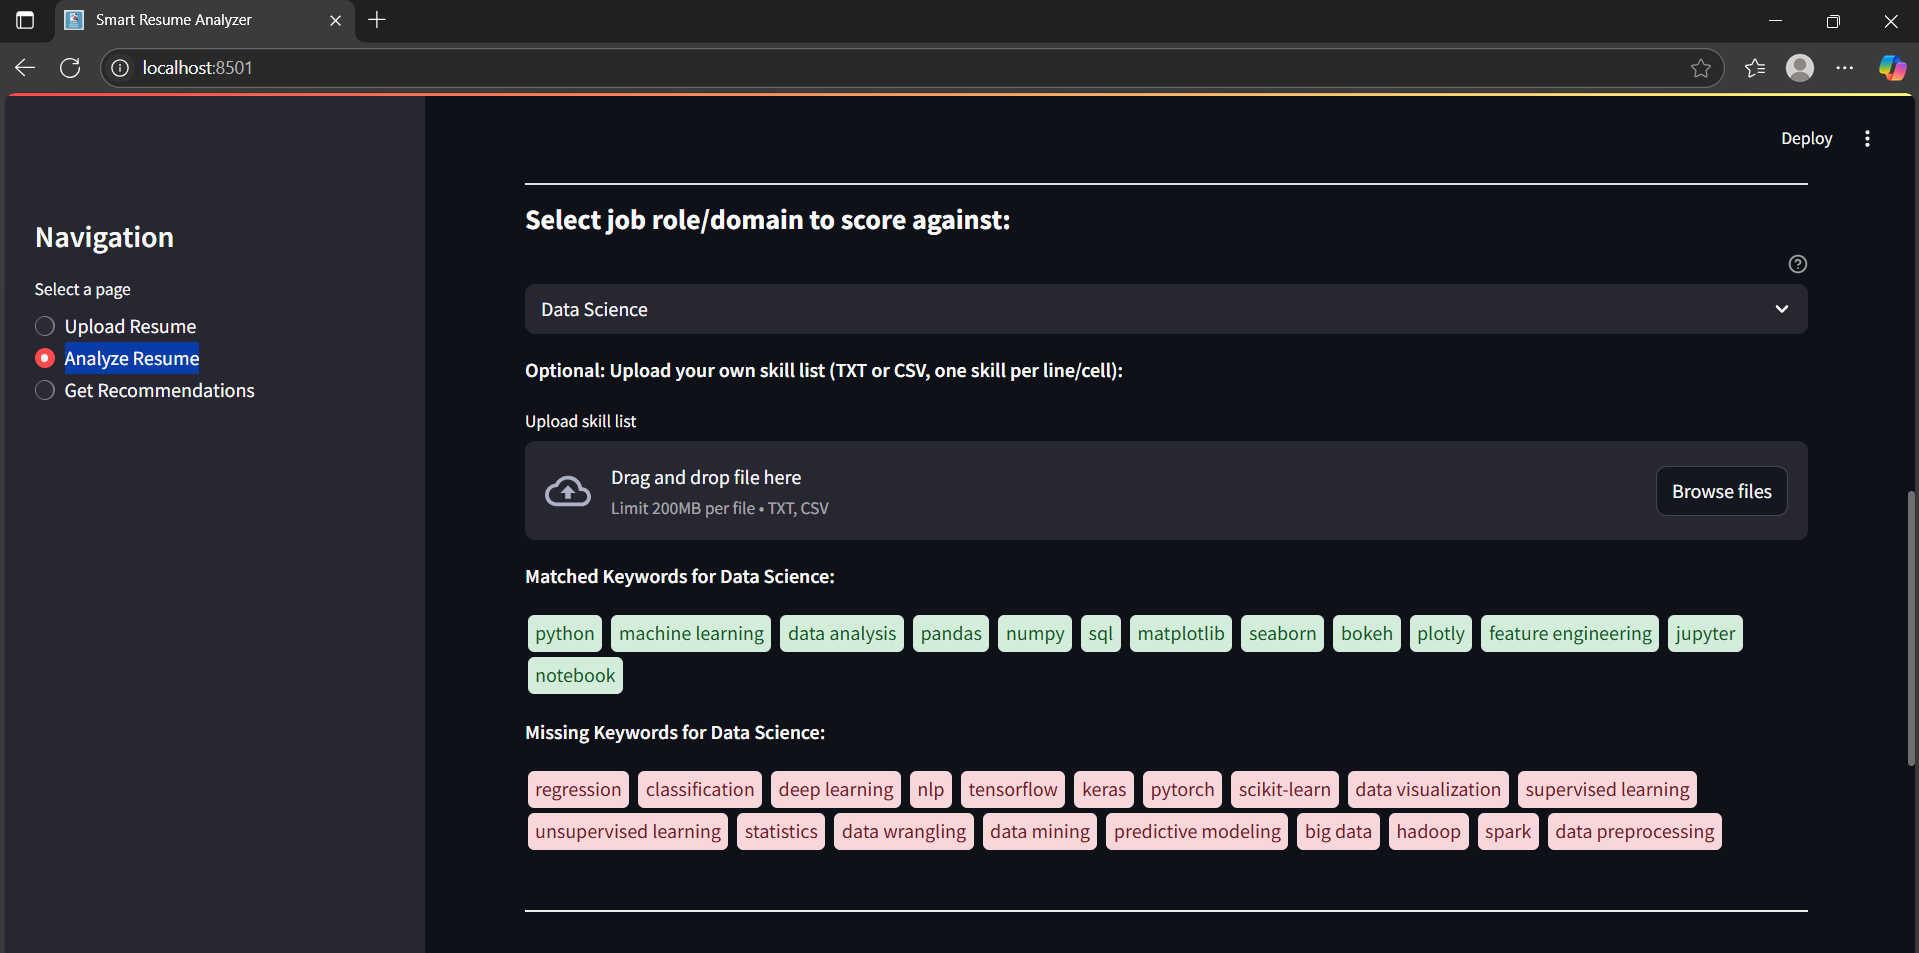 Smart Resume Analyzer
localhost:8501
Deploy
Navigation
Select a page
Upload Resume
Analyze Resume
Get Recommendations
Select job role/domain to score against:
Data Science
Optional: Upload your own skill list (TXT or CSV, one skill per line/cell):
Upload skill list
Drag and drop file here
Limit 200MB per file • TXT, CSV
Browse files
Matched Keywords for Data Science:
python machine learning data analysis pandas numpy sql matplotlib seaborn bokeh plotly feature engineering jupyter
notebook
Missing Keywords for Data Science:
regression classification deep learning nlp tensorflow keras pytorch scikit-learn data visualization supervised learning
unsupervised learning statistics data wrangling data mining predictive modeling big data hadoop spark data preprocessing